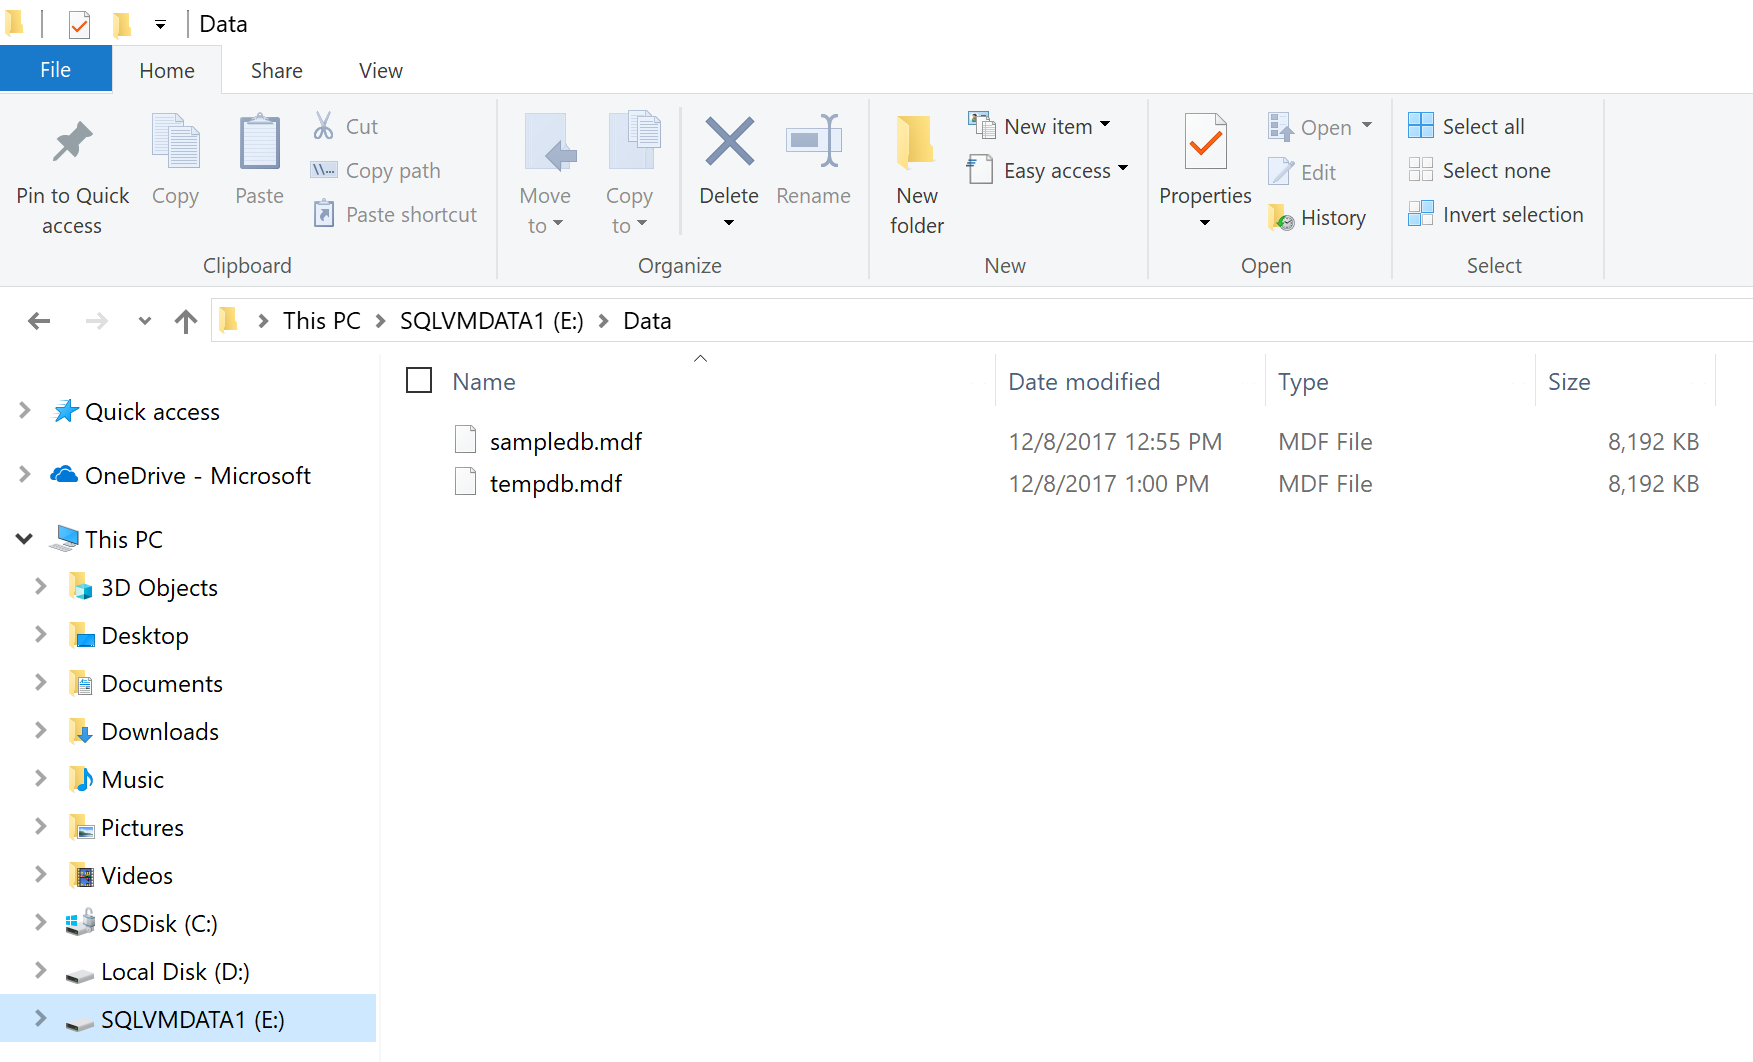 Data
File Home Share View
Pin to Quick access
Copy
Paste
Cut
Copy path
Paste shortcut
Clipboard
Move to
Copy to
Delete
Rename
Organize
New folder
New item
Easy access
New
Properties
Open
Edit
History
Open
Select all
Select none
Invert selection
Select
This PC SQLVMDATA1 (E:) Data
Quick access
OneDrive - Microsoft
This PC
3D Objects
Desktop
Documents
Downloads
Music
Pictures
Videos
OSDisk (C:)
Local Disk (D:)
SQLVMDATA1 (E:)
Name Date modified Type Size
sampledb.mdf 12/8/2017 12:55 PM MDF File 8,192 KB
tempdb.mdf 12/8/2017 1:00 PM MDF File 8,192 KB